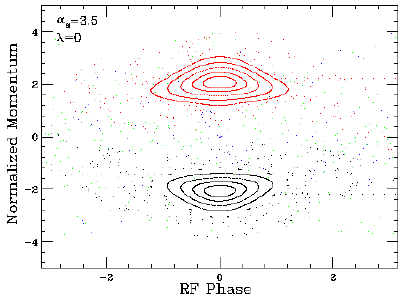 αs=3.5
λ=0
4
2
0
−2
−4
−2
0
2
Normalized Momentum
RF Phase